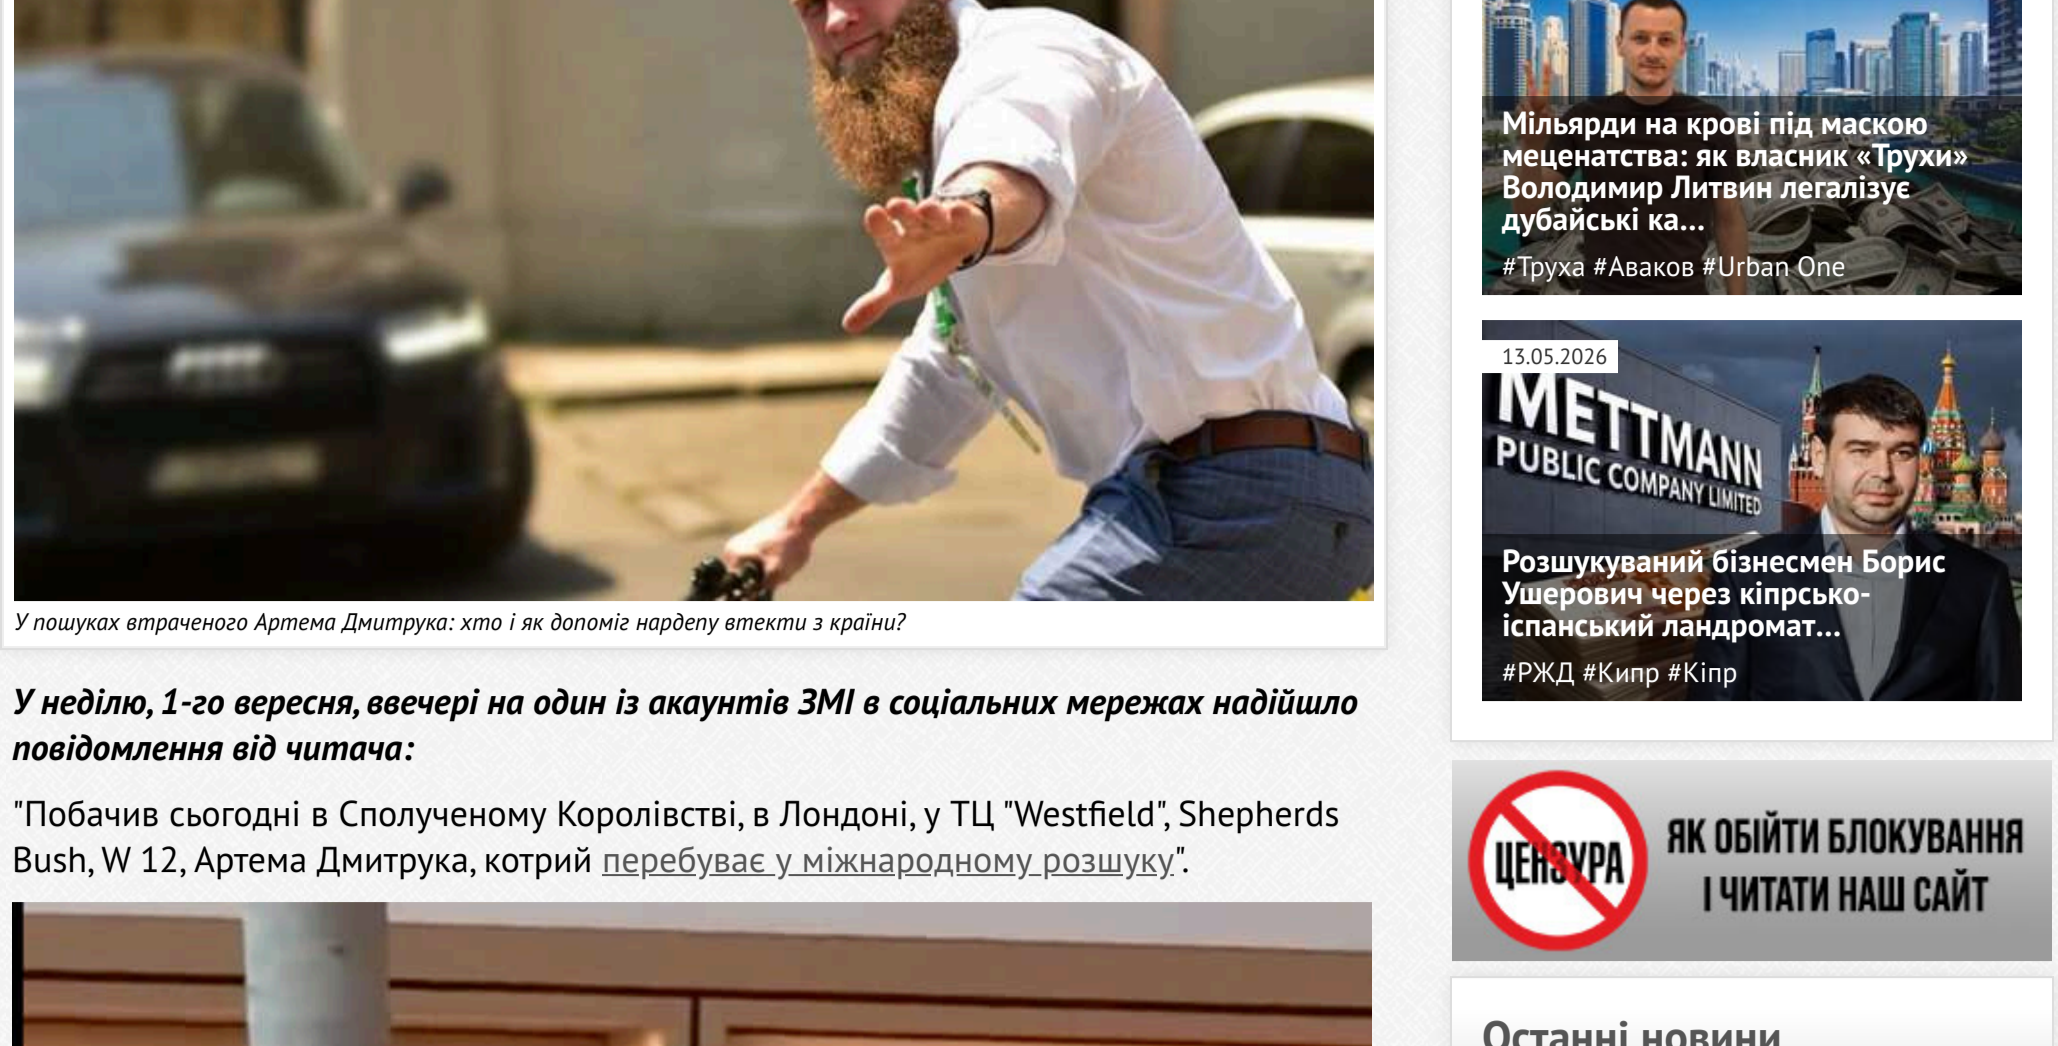 У пошуках втраченого Артема Дмитрука: хто і як допоміг нардепу втекти з країни?
У неділю, 1-го вересня, ввечері на один із акаунтів ЗМІ в соціальних мережах надійшло
повідомлення від читача:
"Побачив сьогодні в Сполученому Королівстві, в Лондоні, у ТЦ "Westfield", Shepherds
Bush, W 12, Артема Дмитрука, котрий перебуває у міжнародному розшуку".
Мільярди на крові під маскою
меценатства: як власник «Трухи»
Володимир Литвин легалізує
дубайські ка...
#Труха #Аваков #Urban One
13.05.2026
METTMANN
PUBLIC COMPANY LIMITED
Розшукуваний бізнесмен Борис
Ушерович через кіпрсько-
іспанський ландромат...
#РЖД #Кипр #Кіпр
ЦЕНЗУРА
ЯК ОБІЙТИ БЛОКУВАННЯ
І ЧИТАТИ НАШ САЙТ
Останні новини